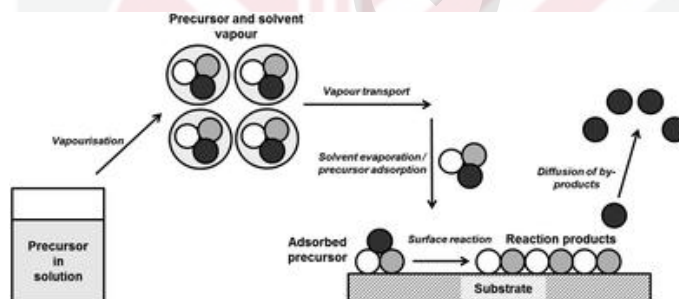 Precursor and solvent
vapour
Vapourisation
Vapour transport
Solvent evaporation/
precursor adsorption
Diffusion of by-
products
Precursor
in
solution
Adsorbed
precursor
Surface reaction
Reaction products
Substrate